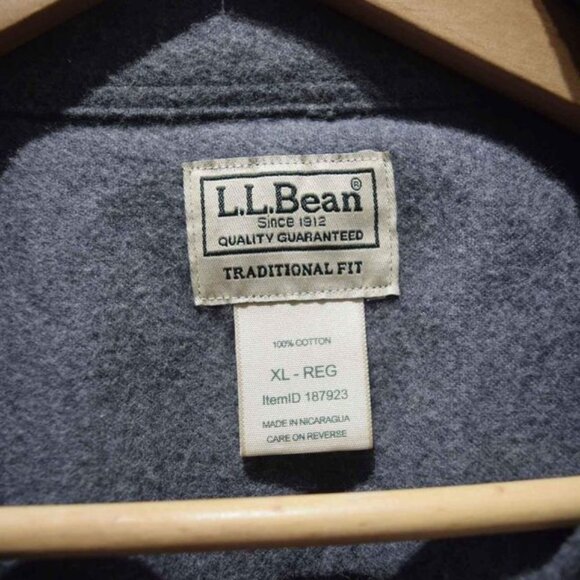 L.L.Bean®
Since 1912
QUALITY GUARANTEED
TRADITIONAL FIT
100% COTTON
XL - REG
ItemID 187923
MADE IN NICARAGUA
CARE ON REVERSE